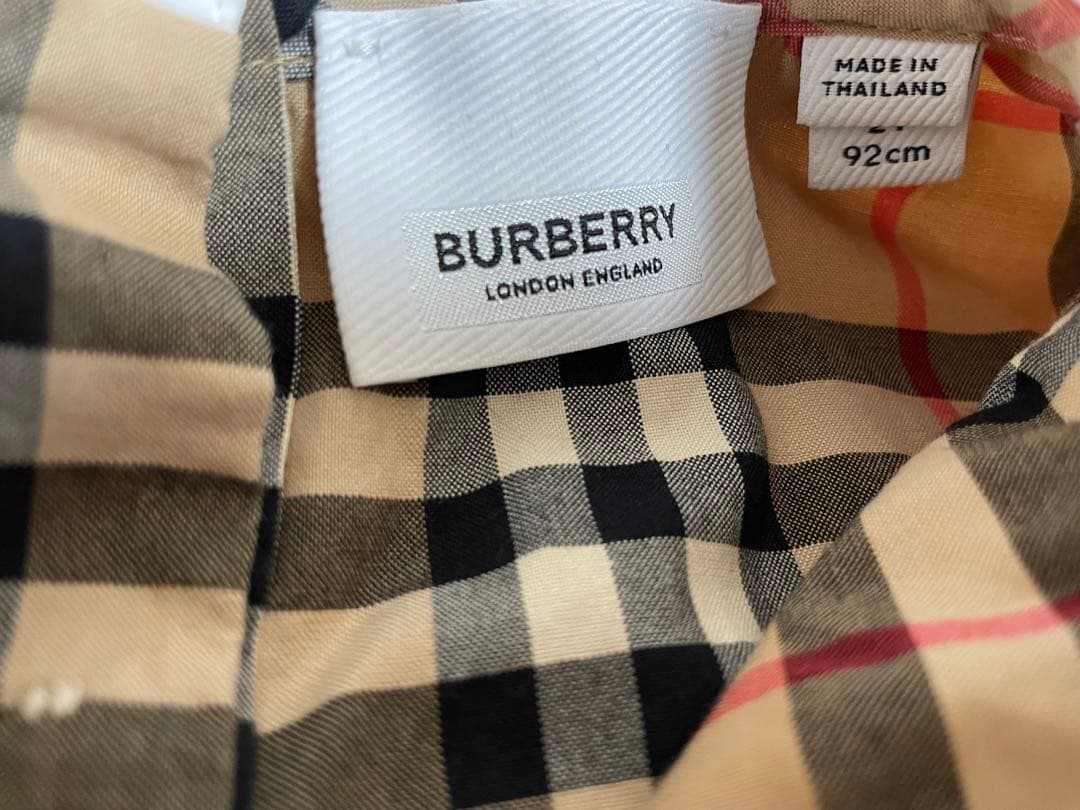 BURBERRY
LONDON ENGLAND
MADE IN
THAILAND
92cm